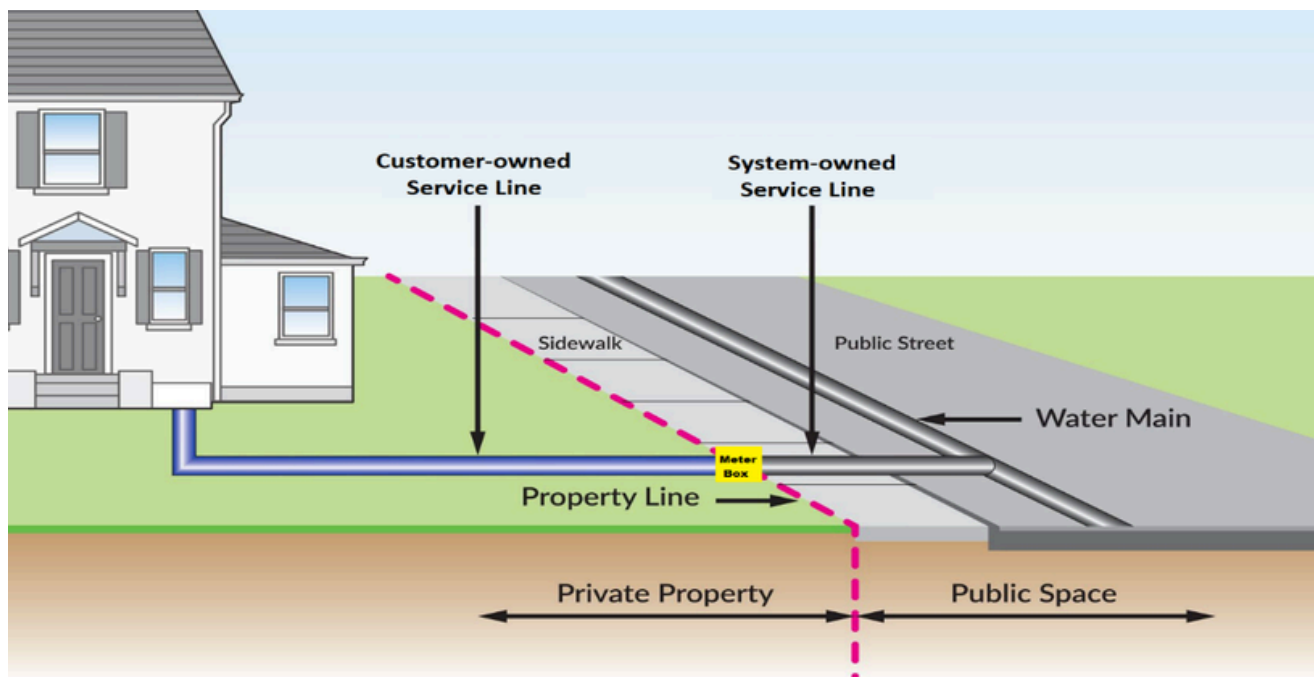 Customer-owned
Service Line
System-owned
Service Line
Sidewalk
Public Street
Water Main
Meter
Box
Property Line
Private Property
Public Space